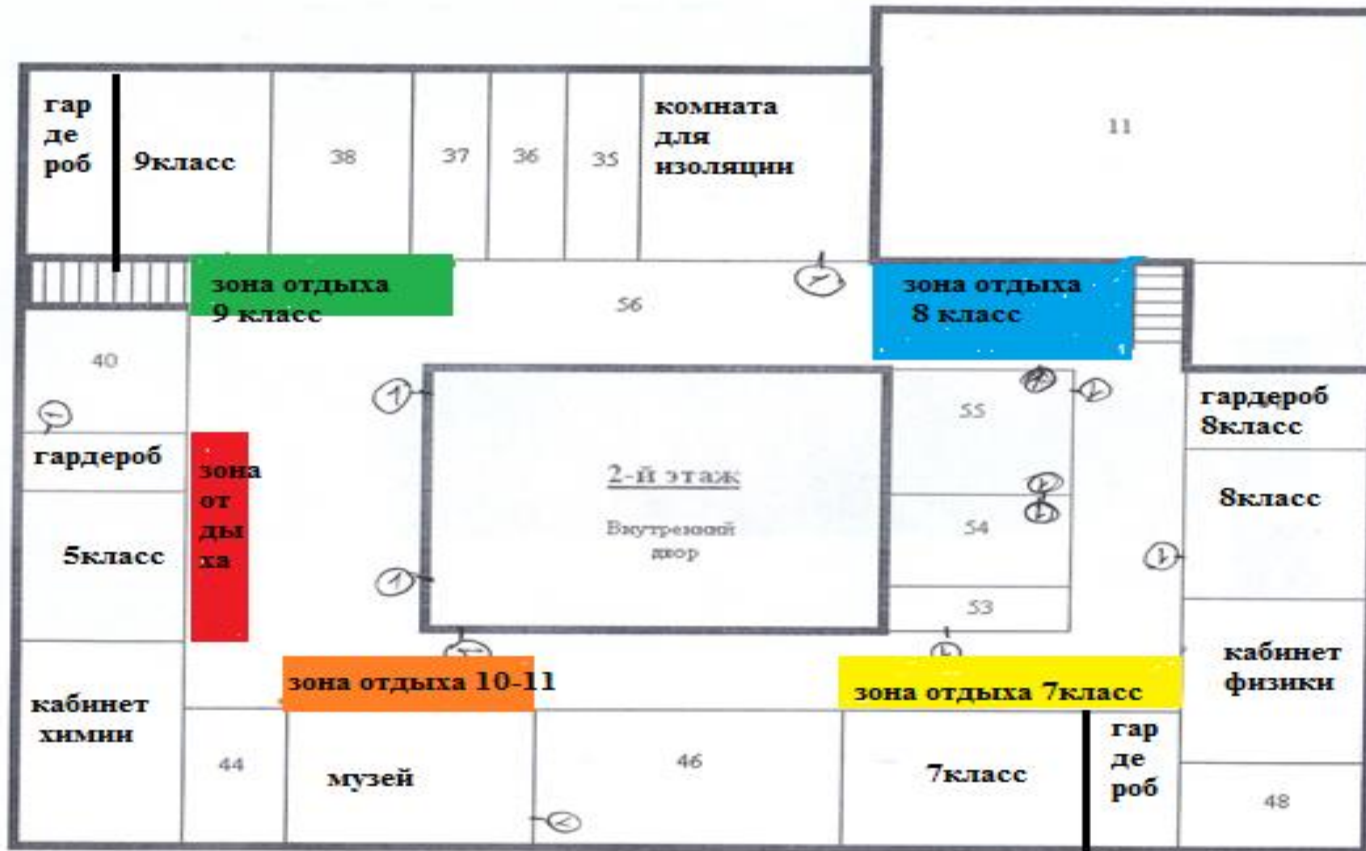 11
гар
де
роб
9класс
38
37
36
35
комната
для
изоляции
зона отдыха
9 класс
56
зона отдыха
8 класс
40
55
гардероб
8класс
гардероб
зона
от
ды
ха
2-й этаж
Внутренний
двор
54
8класс
5класс
53
кабинет
физики
зона отдыха 10-11
зона отдыха 7класс
кабинет
химии
44
музей
46
7класс
гар
де
роб
48